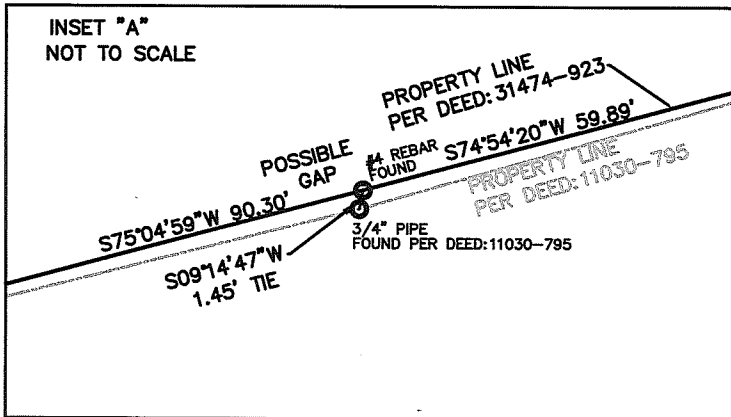 INSET "A"
NOT TO SCALE
PROPERTY LINE
PER DEED: 31474-923
POSSIBLE
GAP
#4 REBAR
FOUND
S74°54'20"W 59.89'
PROPERTY LINE
PER DEED: 11030-795
S75°04'59"W 90.30'
3/4" PIPE
FOUND PER DEED: 11030-795
S09°14'47"W
1.45' TIE